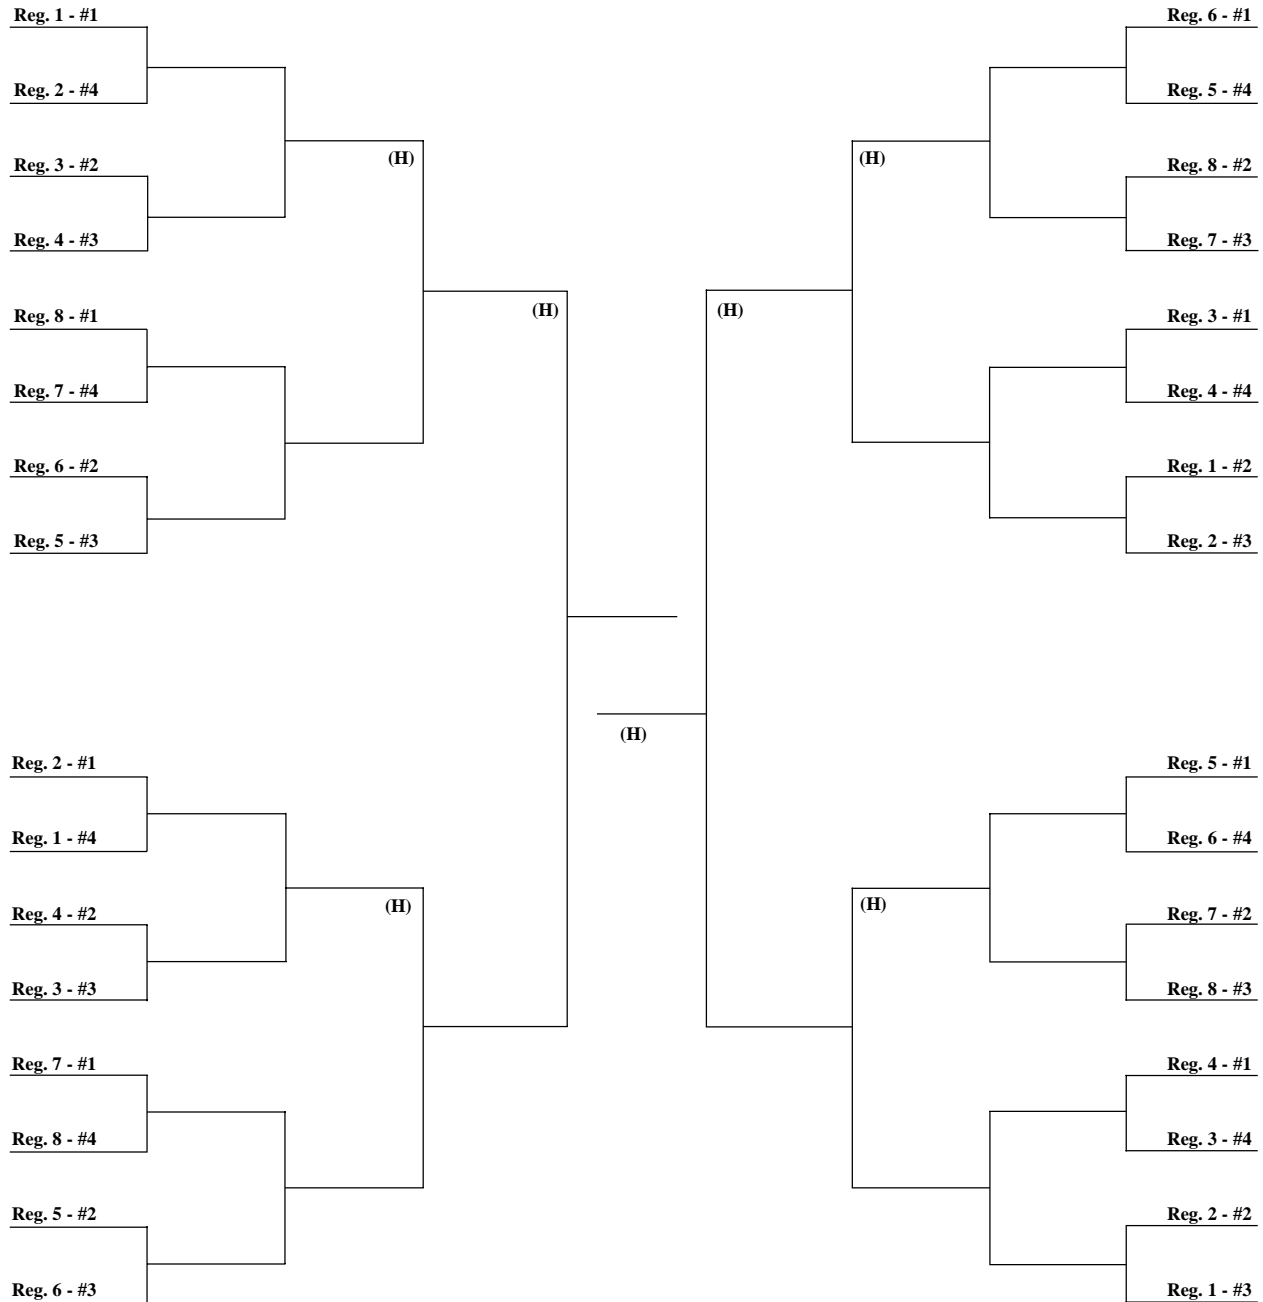 Reg. 1 - #1
Reg. 2 - #4
Reg. 3 - #2
(H)
Reg. 4 - #3
Reg. 8 - #1
(H)
Reg. 7 - #4
Reg. 6 - #2
Reg. 5 - #3
Reg. 2 - #1
Reg. 1 - #4
Reg. 4 - #2
(H)
Reg. 3 - #3
Reg. 7 - #1
Reg. 8 - #4
Reg. 5 - #2
Reg. 6 - #3
(H)
Reg. 6 - #1
Reg. 5 - #4
(H)
Reg. 8 - #2
Reg. 7 - #3
(H)
Reg. 3 - #1
Reg. 4 - #4
Reg. 1 - #2
Reg. 2 - #3
Reg. 5 - #1
Reg. 6 - #4
(H)
Reg. 7 - #2
Reg. 8 - #3
Reg. 4 - #1
Reg. 3 - #4
Reg. 2 - #2
Reg. 1 - #3